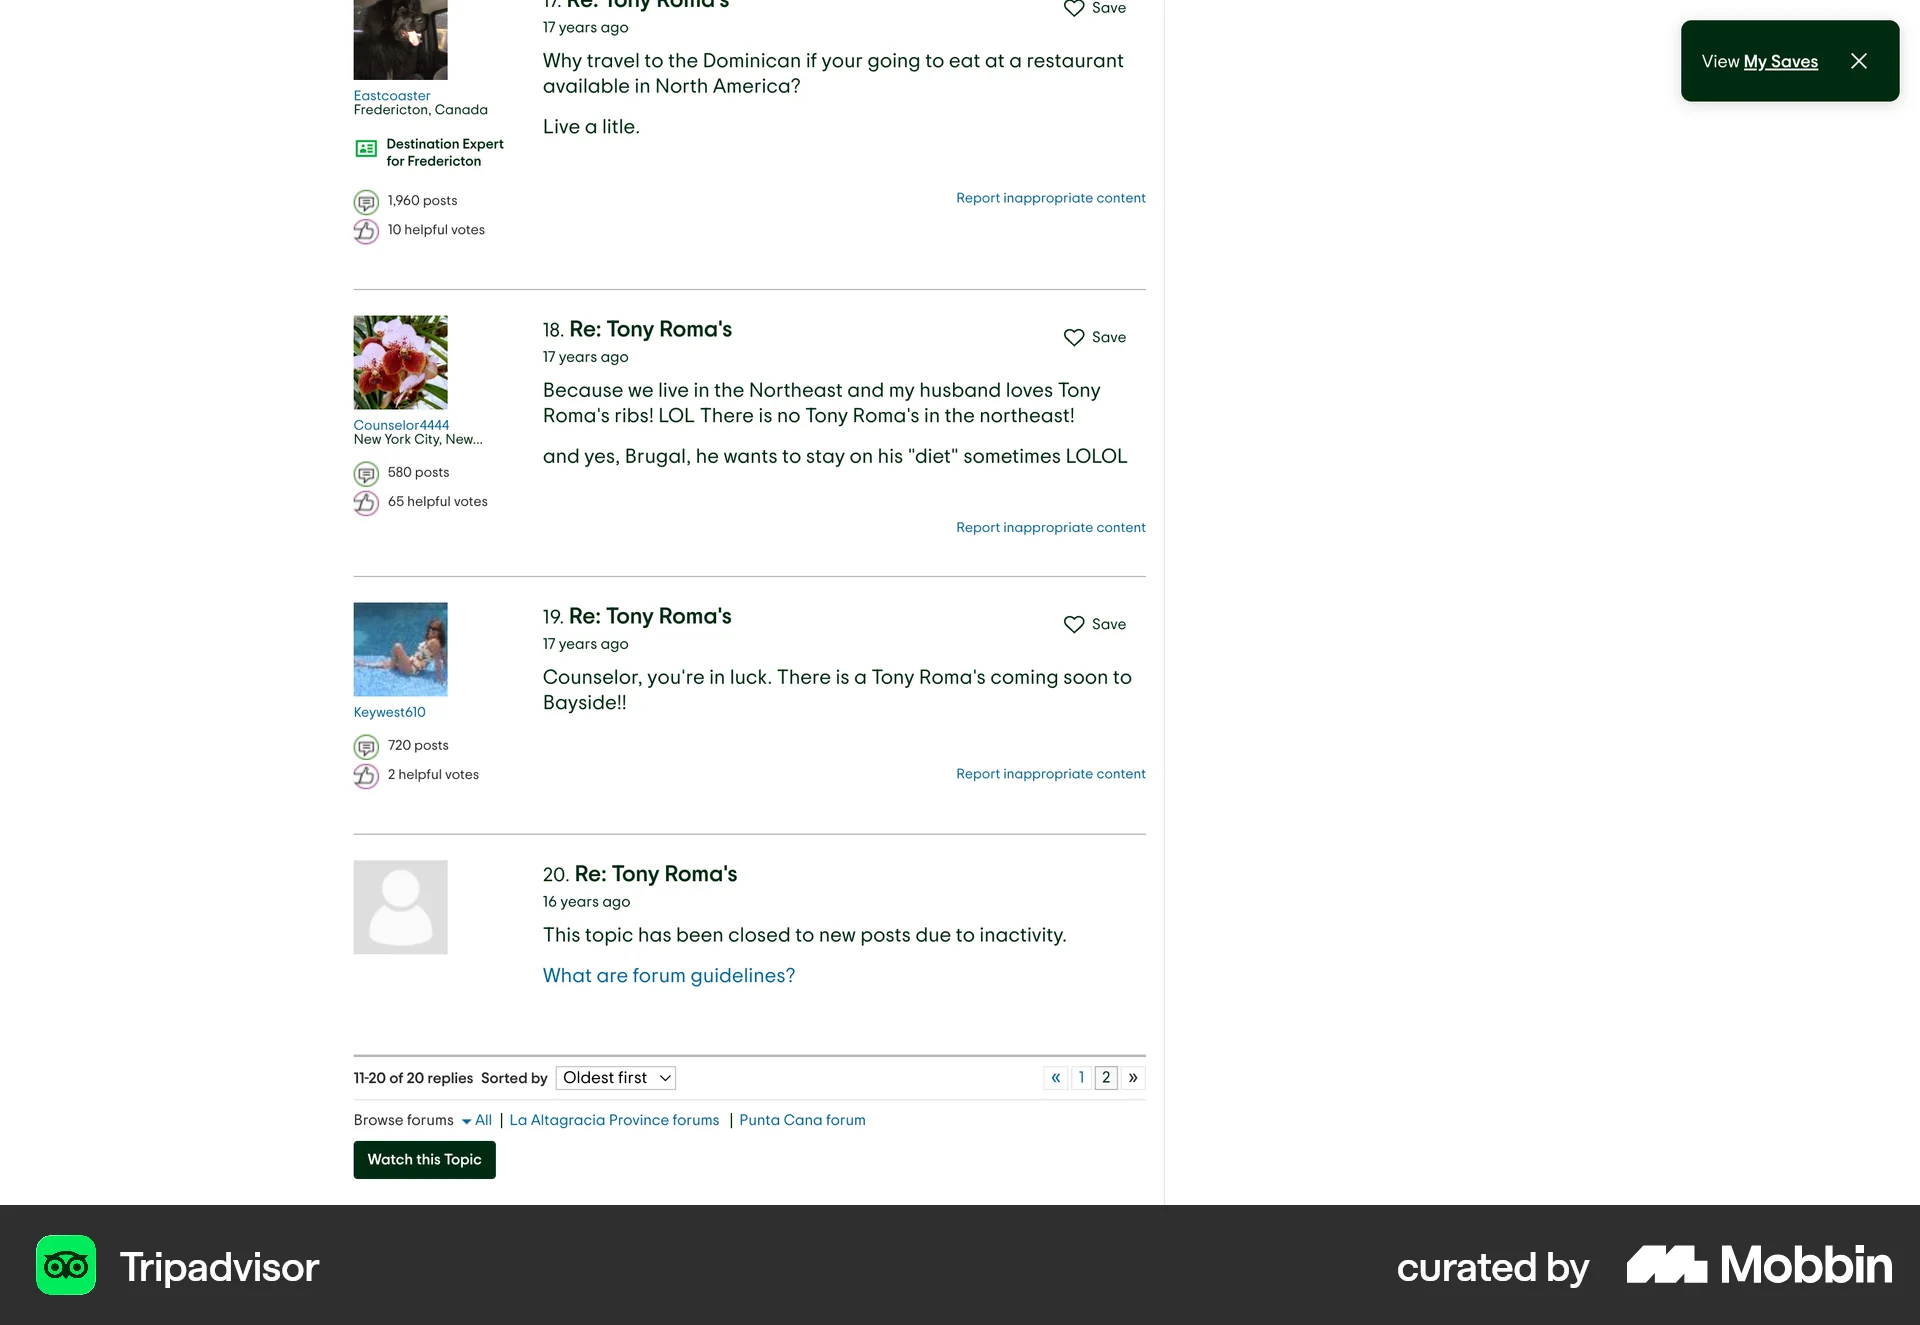 17. Re: Tony Roma's
Save
17 years ago
Why travel to the Dominican if your going to eat at a restaurant
available in North America?
Live a litle.
Eastcoaster
Fredericton, Canada
Destination Expert
for Fredericton
1,960 posts
10 helpful votes
Report inappropriate content
View My Saves
18. Re: Tony Roma's
Save
17 years ago
Because we live in the Northeast and my husband loves Tony
Roma's ribs! LOL There is no Tony Roma's in the northeast!
and yes, Brugal, he wants to stay on his "diet" sometimes LOLOL
Counselor4444
New York City, New...
580 posts
65 helpful votes
Report inappropriate content
19. Re: Tony Roma's
Save
17 years ago
Counselor, you're in luck. There is a Tony Roma's coming soon to
Bayside!!
Keywest610
720 posts
2 helpful votes
Report inappropriate content
20. Re: Tony Roma's
16 years ago
This topic has been closed to new posts due to inactivity.
What are forum guidelines?
11-20 of 20 replies Sorted by Oldest first
« 1 2 »
Browse forums All | La Altagracia Province forums | Punta Cana forum
Watch this Topic
Tripadvisor
curated by Mobbin